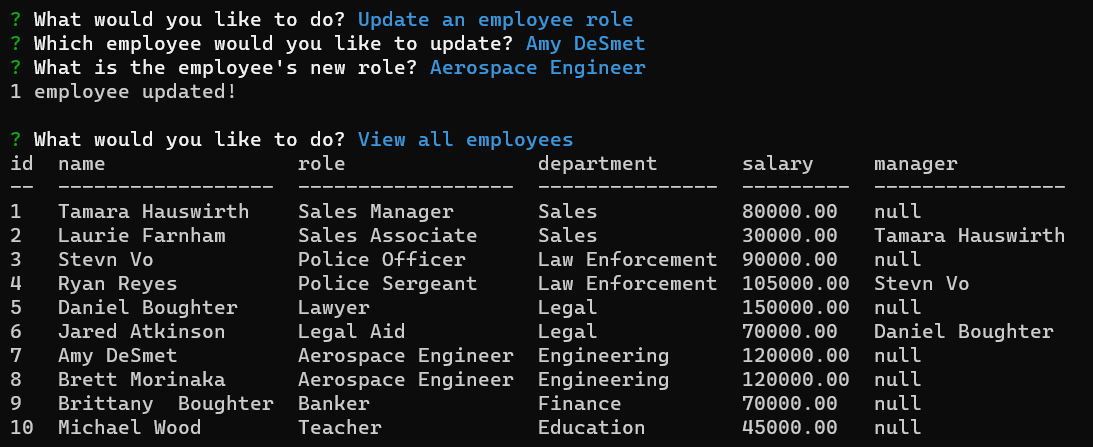 ? What would you like to do? Update an employee role
? Which employee would you like to update? Amy DeSmet
? What is the employee's new role? Aerospace Engineer
1 employee updated!

? What would you like to do? View all employees
id  name                role                department       salary     manager
--  ------------------  ------------------  ---------------  ---------  ----------------
1   Tamara Hauswirth    Sales Manager       Sales            80000.00   null
2   Laurie Farnham      Sales Associate     Sales            30000.00   Tamara Hauswirth
3   Stevn Vo            Police Officer      Law Enforcement  90000.00   null
4   Ryan Reyes          Police Sergeant     Law Enforcement  105000.00  Stevn Vo
5   Daniel Boughter     Lawyer              Legal            150000.00  null
6   Jared Atkinson      Legal Aid           Legal            70000.00   Daniel Boughter
7   Amy DeSmet          Aerospace Engineer  Engineering      120000.00  null
8   Brett Morinaka      Aerospace Engineer  Engineering      120000.00  null
9   Brittany  Boughter  Banker              Finance          70000.00   null
10  Michael Wood        Teacher             Education        45000.00   null